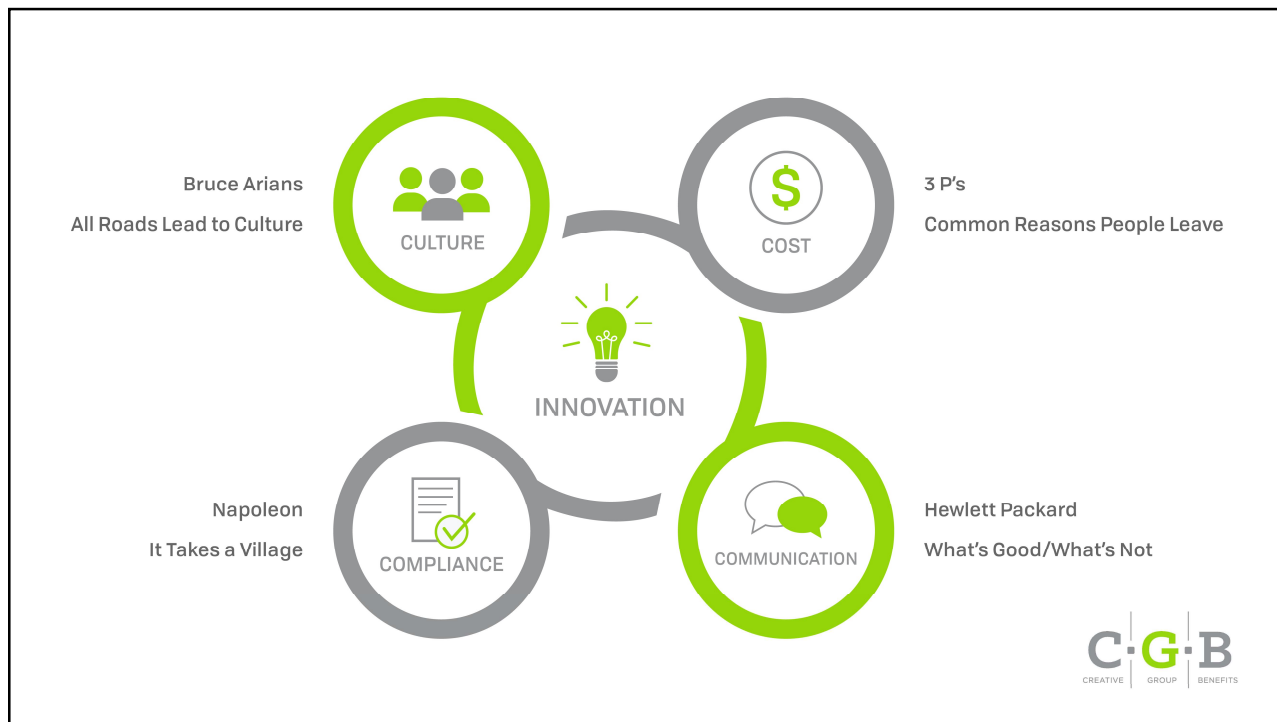 Bruce Arians
All Roads Lead to Culture
CULTURE
$
COST
3 P's
Common Reasons People Leave
INNOVATION
Napoleon
It Takes a Village
COMPLIANCE
COMMUNICATION
Hewlett Packard
What's Good/What's Not
C·G·B
CREATIVE GROUP BENEFITS